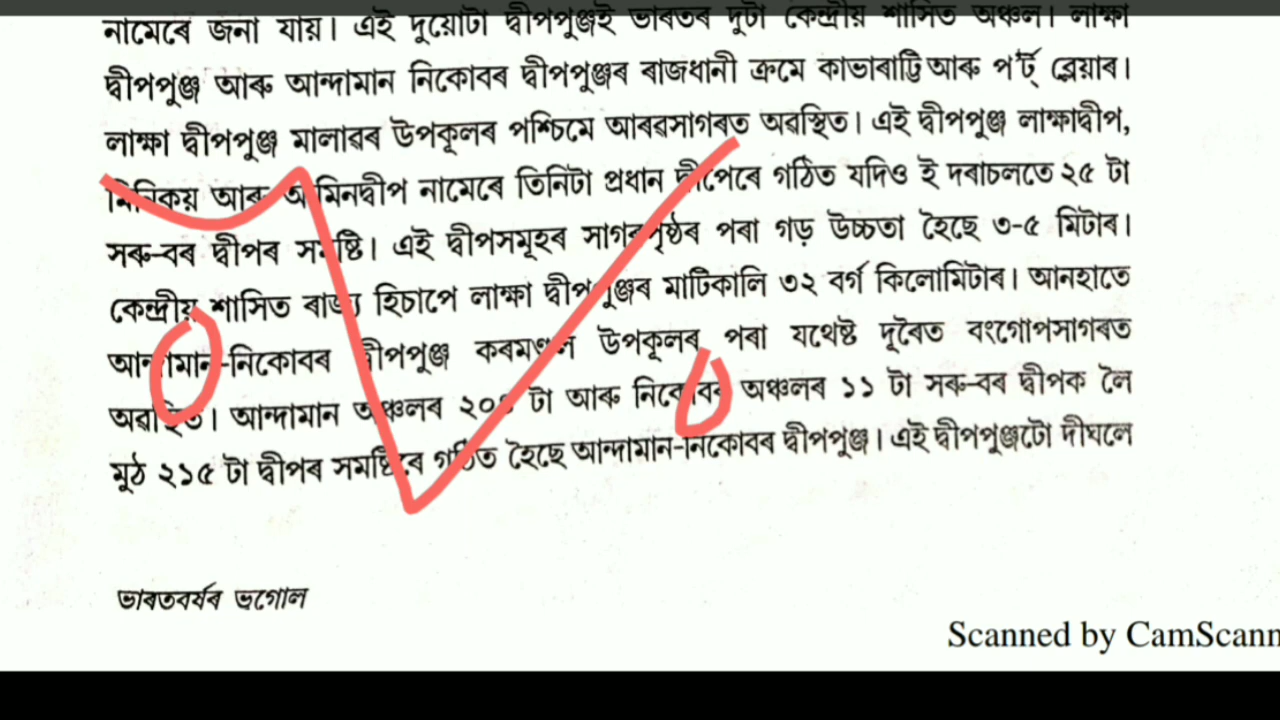 নামেৰে জনা যায়। এই দুয়োটা দ্বীপপুঞ্জই ভাৰতৰ দুটা কেন্দ্ৰীয় শাসিত অঞ্চল। লাক্ষা
দ্বীপপুঞ্জ আৰু আন্দামান নিকোবৰ দ্বীপপুঞ্জৰ ৰাজধানী ক্ৰমে কাভাৰাট্টি আৰু পৰ্ট্ ব্লেয়াৰ।
লাক্ষা দ্বীপপুঞ্জ মালাবৰ উপকূলৰ পশ্চিমে আৰৱসাগৰত অৱস্থিত। এই দ্বীপপুঞ্জ লাক্ষাদ্বীপ,
মিনিকয় আৰু আমিনদ্বীপ নামেৰে তিনিটা প্ৰধান দ্বীপেৰে গঠিত যদিও ই দৰাচলতে ২৫ টা
সৰু-বৰ দ্বীপৰ সমষ্টি। এই দ্বীপসমূহৰ সাগৰপৃষ্ঠৰ পৰা গড় উচ্চতা হৈছে ৩-৫ মিটাৰ।
কেন্দ্ৰীয় শাসিত ৰাজ্য হিচাপে লাক্ষা দ্বীপপুঞ্জৰ মাটিকালি ৩২ বৰ্গ কিলোমিটাৰ। আনহাতে
আন্দামান-নিকোবৰ দ্বীপপুঞ্জ কৰমণ্ডল উপকূলৰ পৰা যথেষ্ট দূৰৈত বংগোপসাগৰত
অৱস্থিত। আন্দামান অঞ্চলৰ ২০৪ টা আৰু নিকোবৰ অঞ্চলৰ ১১ টা সৰু-বৰ দ্বীপক লৈ
মুঠ ২১৫ টা দ্বীপৰ সমষ্টিৰে গঠিত হৈছে আন্দামান-নিকোবৰ দ্বীপপুঞ্জ। এই দ্বীপপুঞ্জটো দীঘলে
ভাৰতবৰ্ষৰ ভূগোল
Scanned by CamScann